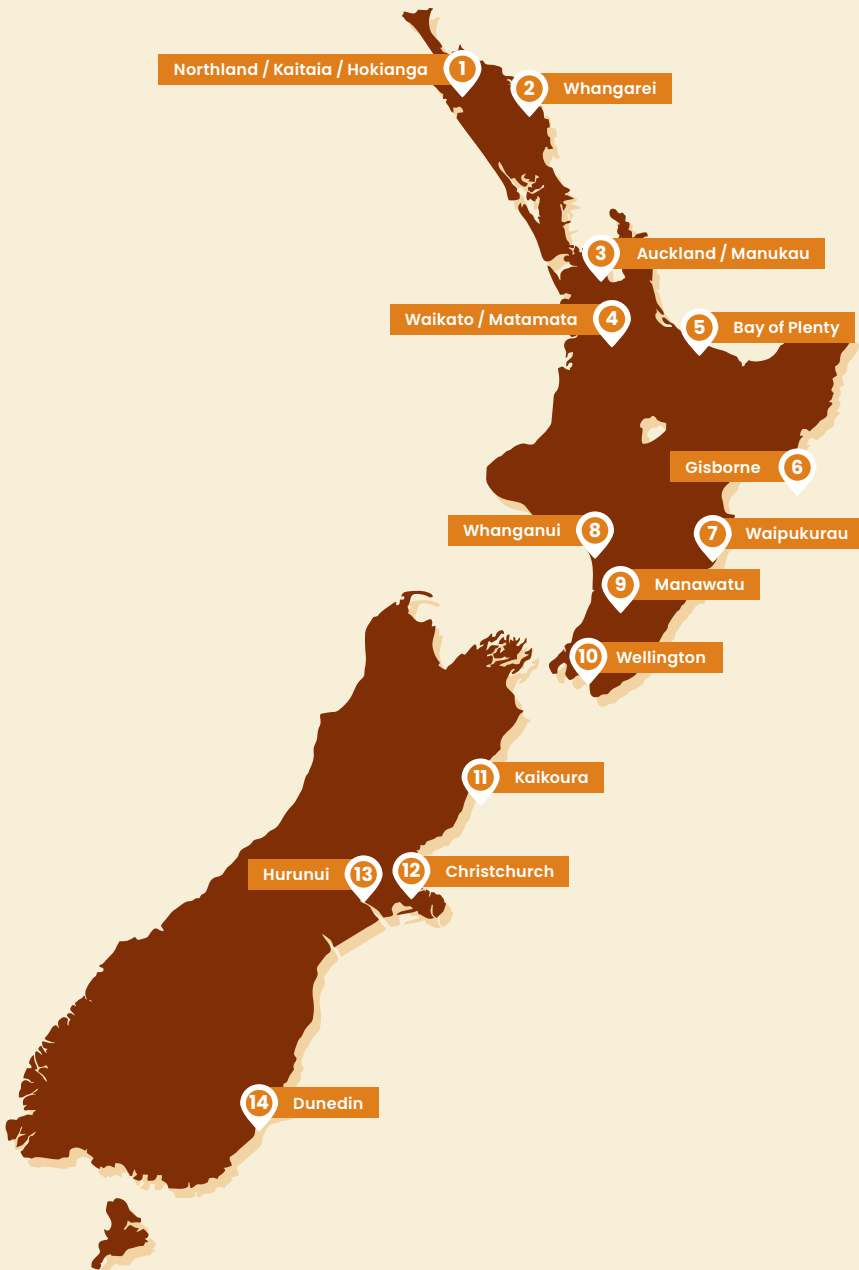 Northland / Kaitaia / Hokianga 1
2 Whangarei
3 Auckland / Manukau
Waikato / Matamata 4
5 Bay of Plenty
Gisborne 6
7 Waipukurau
Whanganui 8
9 Manawatu
10 Wellington
11 Kaikoura
12 Christchurch
Hurunui 13
14 Dunedin